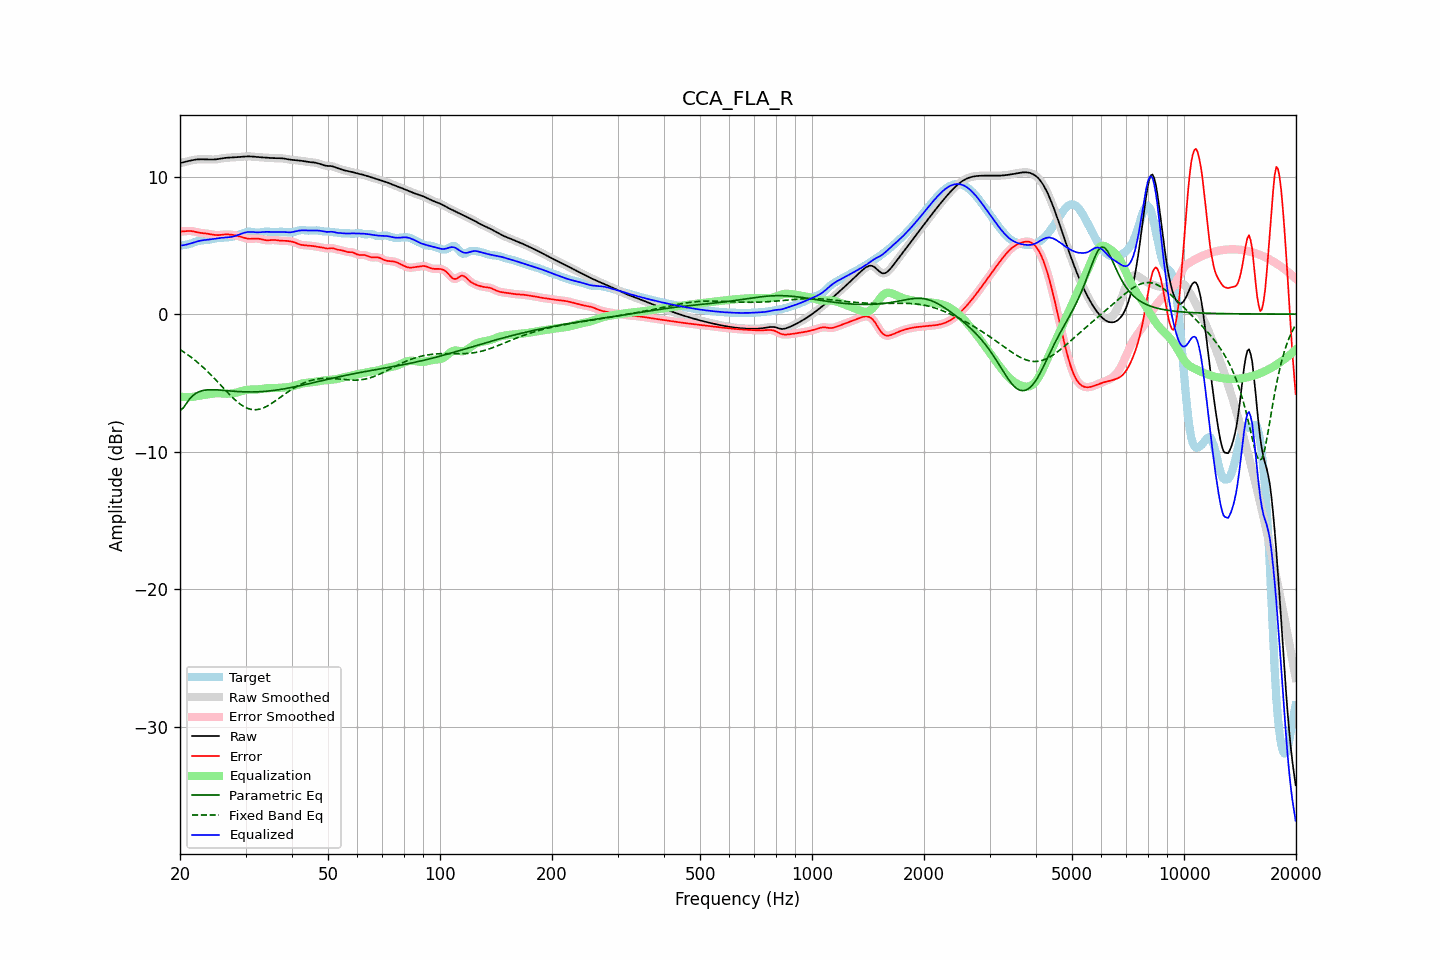 CCA_FLA_R
Amplitude (dBr)
10
0
−10
−20
−30
Target
Raw Smoothed
Error Smoothed
Raw
Error
Equalization
Parametric Eq
Fixed Band Eq
Equalized
20 50 100 200 500 1000 2000 5000 10000 20000
Frequency (Hz)